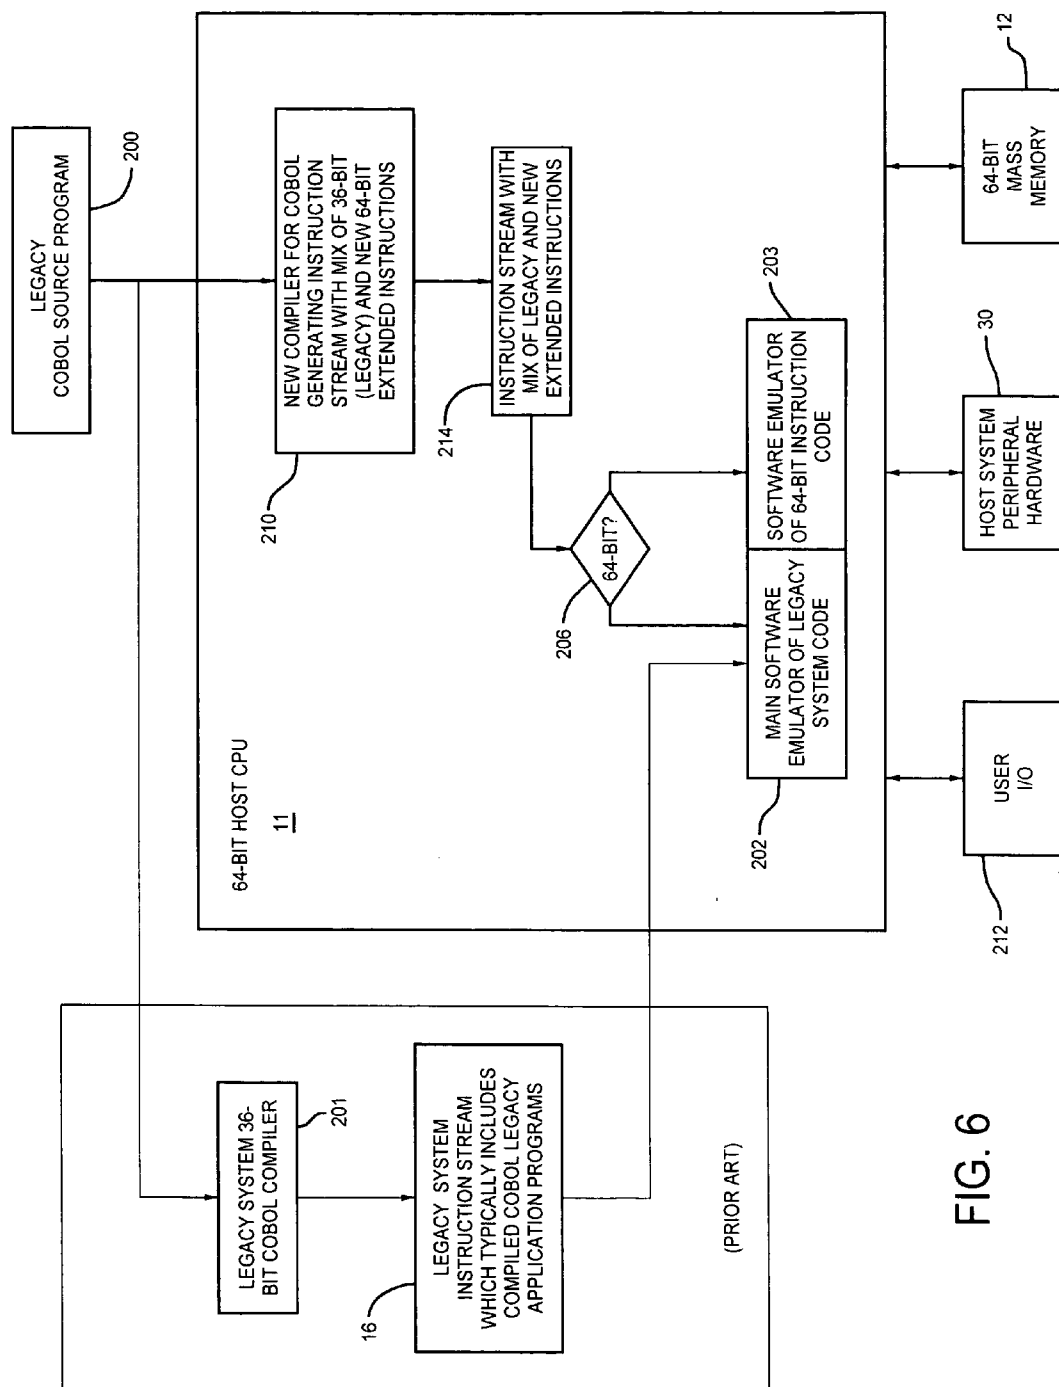 LEGACY
COBOL SOURCE PROGRAM
200
64-BIT HOST CPU
11
LEGACY SYSTEM 36-
BIT COBOL COMPILER
201
NEW COMPILER FOR COBOL
GENERATING INSTRUCTION
STREAM WITH MIX OF 36-BIT
(LEGACY) AND NEW 64-BIT
EXTENDED INSTRUCTIONS
210
LEGACY SYSTEM
INSTRUCTION STREAM
WHICH TYPICALLY INCLUDES
COMPILED COBOL LEGACY
APPLICATION PROGRAMS
16
INSTRUCTION STREAM WITH
MIX OF LEGACY AND NEW
EXTENDED INSTRUCTIONS
214
64-BIT?
206
MAIN SOFTWARE
EMULATOR OF LEGACY
SYSTEM CODE
202
SOFTWARE EMULATOR
OF 64-BIT INSTRUCTION
CODE
203
(PRIOR ART)
USER
I/O
212
HOST SYSTEM
PERIPHERAL
HARDWARE
30
64-BIT
MASS
MEMORY
12
FIG. 6